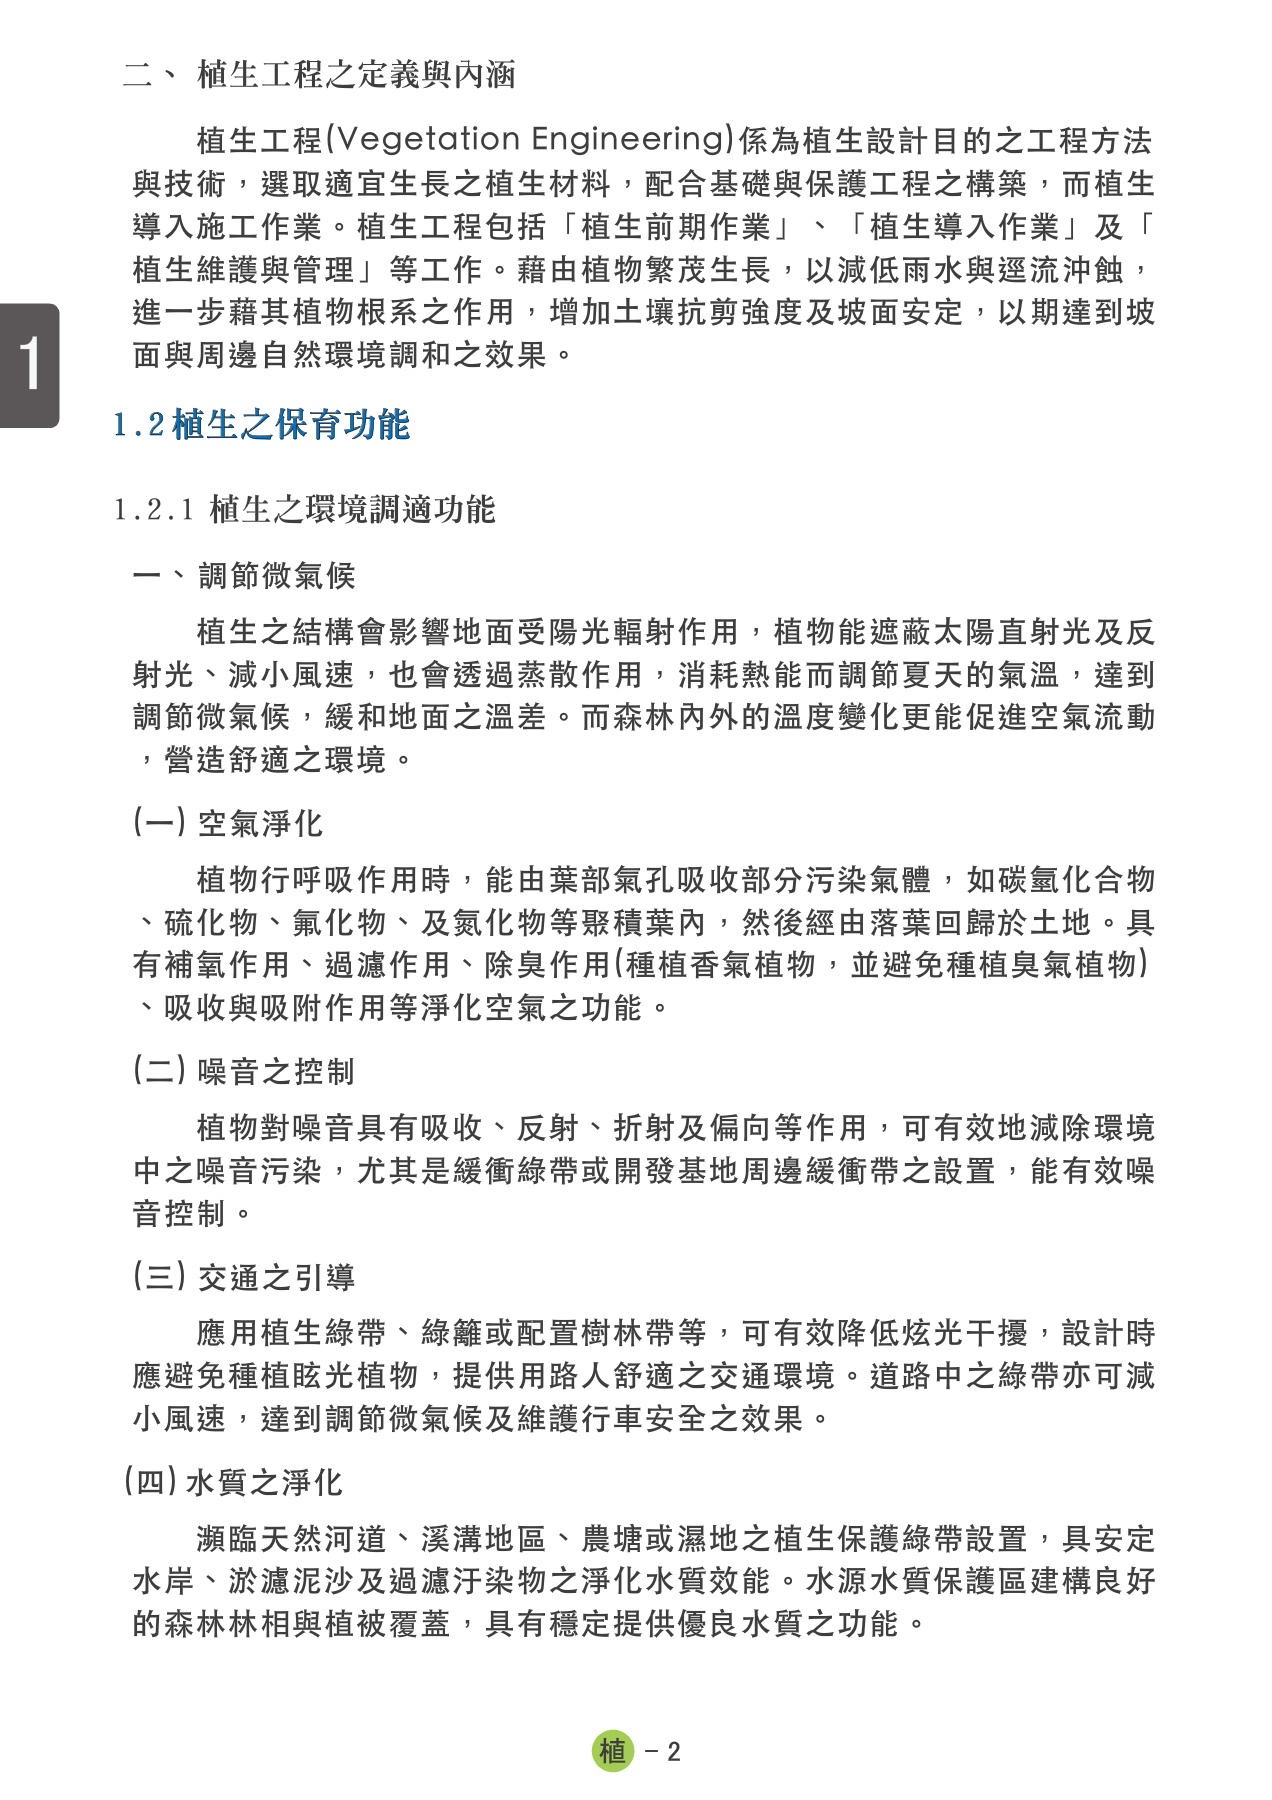 二、 植生工程之定義與內涵
植生工程(Vegetation Engineering)係為植生設計目的之工程方法
與技術，選取適宜生長之植生材料，配合基礎與保護工程之構築，而植生
導入施工作業。植生工程包括「植生前期作業」、「植生導入作業」及「
植生維護與管理」等工作。藉由植物繁茂生長，以減低雨水與逕流沖蝕，
進一步藉其植物根系之作用，增加土壤抗剪強度及坡面安定，以期達到坡
1
面與周邊自然環境調和之效果。
1.2植生之保育功能
1.2.1 植生之環境調適功能
一、調節微氣候
植生之結構會影響地面受陽光輻射作用，植物能遮蔽太陽直射光及反
射光、減小風速，也會透過蒸散作用，消耗熱能而調節夏天的氣溫，達到
調節微氣候，緩和地面之溫差。而森林內外的溫度變化更能促進空氣流動
，營造舒適之環境。
(一) 空氣淨化
植物行呼吸作用時，能由葉部氣孔吸收部分污染氣體，如碳氫化合物
、硫化物、氟化物、及氮化物等聚積葉內，然後經由落葉回歸於土地。具
有補氧作用、過濾作用、除臭作用(種植香氣植物，並避免種植臭氣植物)
、吸收與吸附作用等淨化空氣之功能。
(二) 噪音之控制
植物對噪音具有吸收、反射、折射及偏向等作用，可有效地減除環境
中之噪音污染，尤其是緩衝綠帶或開發基地周邊緩衝帶之設置，能有效噪
音控制。
(三) 交通之引導
應用植生綠帶、綠籬或配置樹林帶等，可有效降低炫光干擾，設計時
應避免種植眩光植物，提供用路人舒適之交通環境。道路中之綠帶亦可減
小風速，達到調節微氣候及維護行車安全之效果。
(四) 水質之淨化
瀕臨天然河道、溪溝地區、農塘或濕地之植生保護綠帶設置，具安定
水岸、淤濾泥沙及過濾汙染物之淨化水質效能。水源水質保護區建構良好
的森林林相與植被覆蓋，具有穩定提供優良水質之功能。
植 - 2